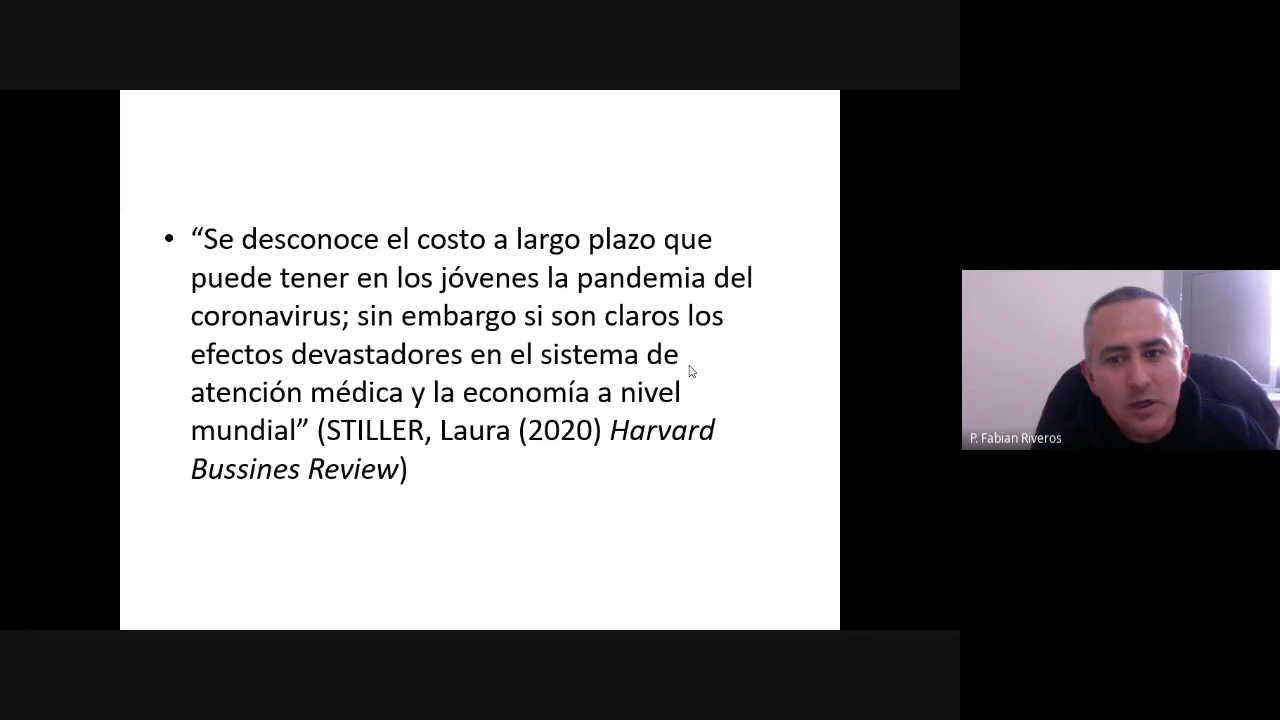 • “Se desconoce el costo a largo plazo que
puede tener en los jóvenes la pandemia del
coronavirus; sin embargo si son claros los
efectos devastadores en el sistema de
atención médica y la economía a nivel
mundial” (STILLER, Laura (2020) Harvard
Bussines Review)
P. Fabian Riveros